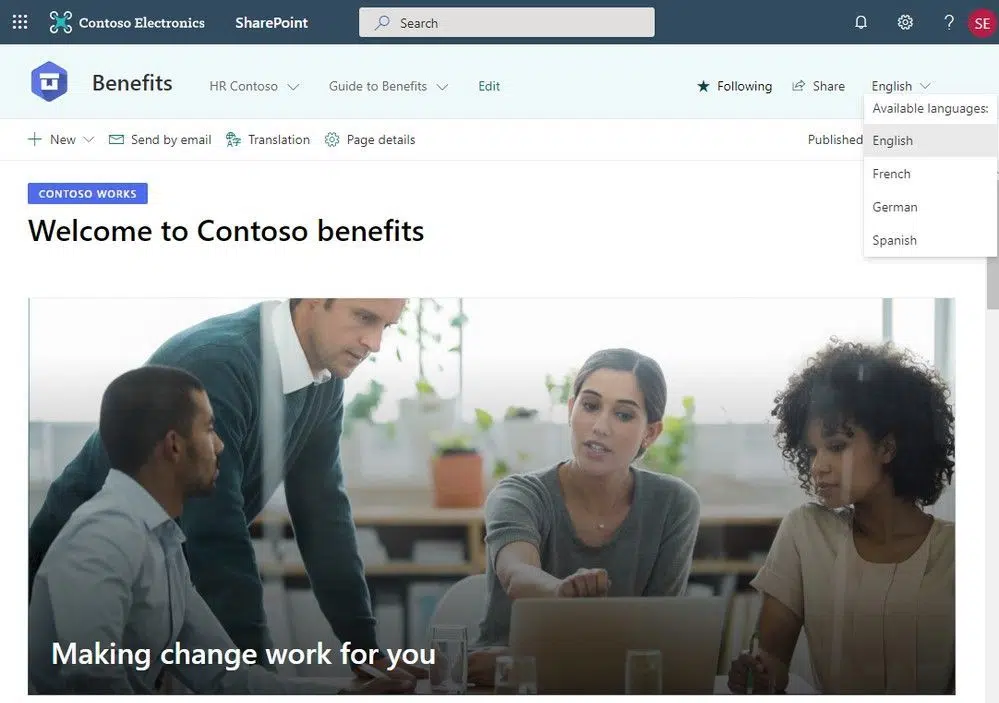 Contoso Electronics SharePoint Search ? SE
Benefits HR Contoso Guide to Benefits Edit Following Share English
Available languages:
English
French
German
Spanish
New Send by email Translation Page details Published
CONTOSO WORKS
Welcome to Contoso benefits
Making change work for you